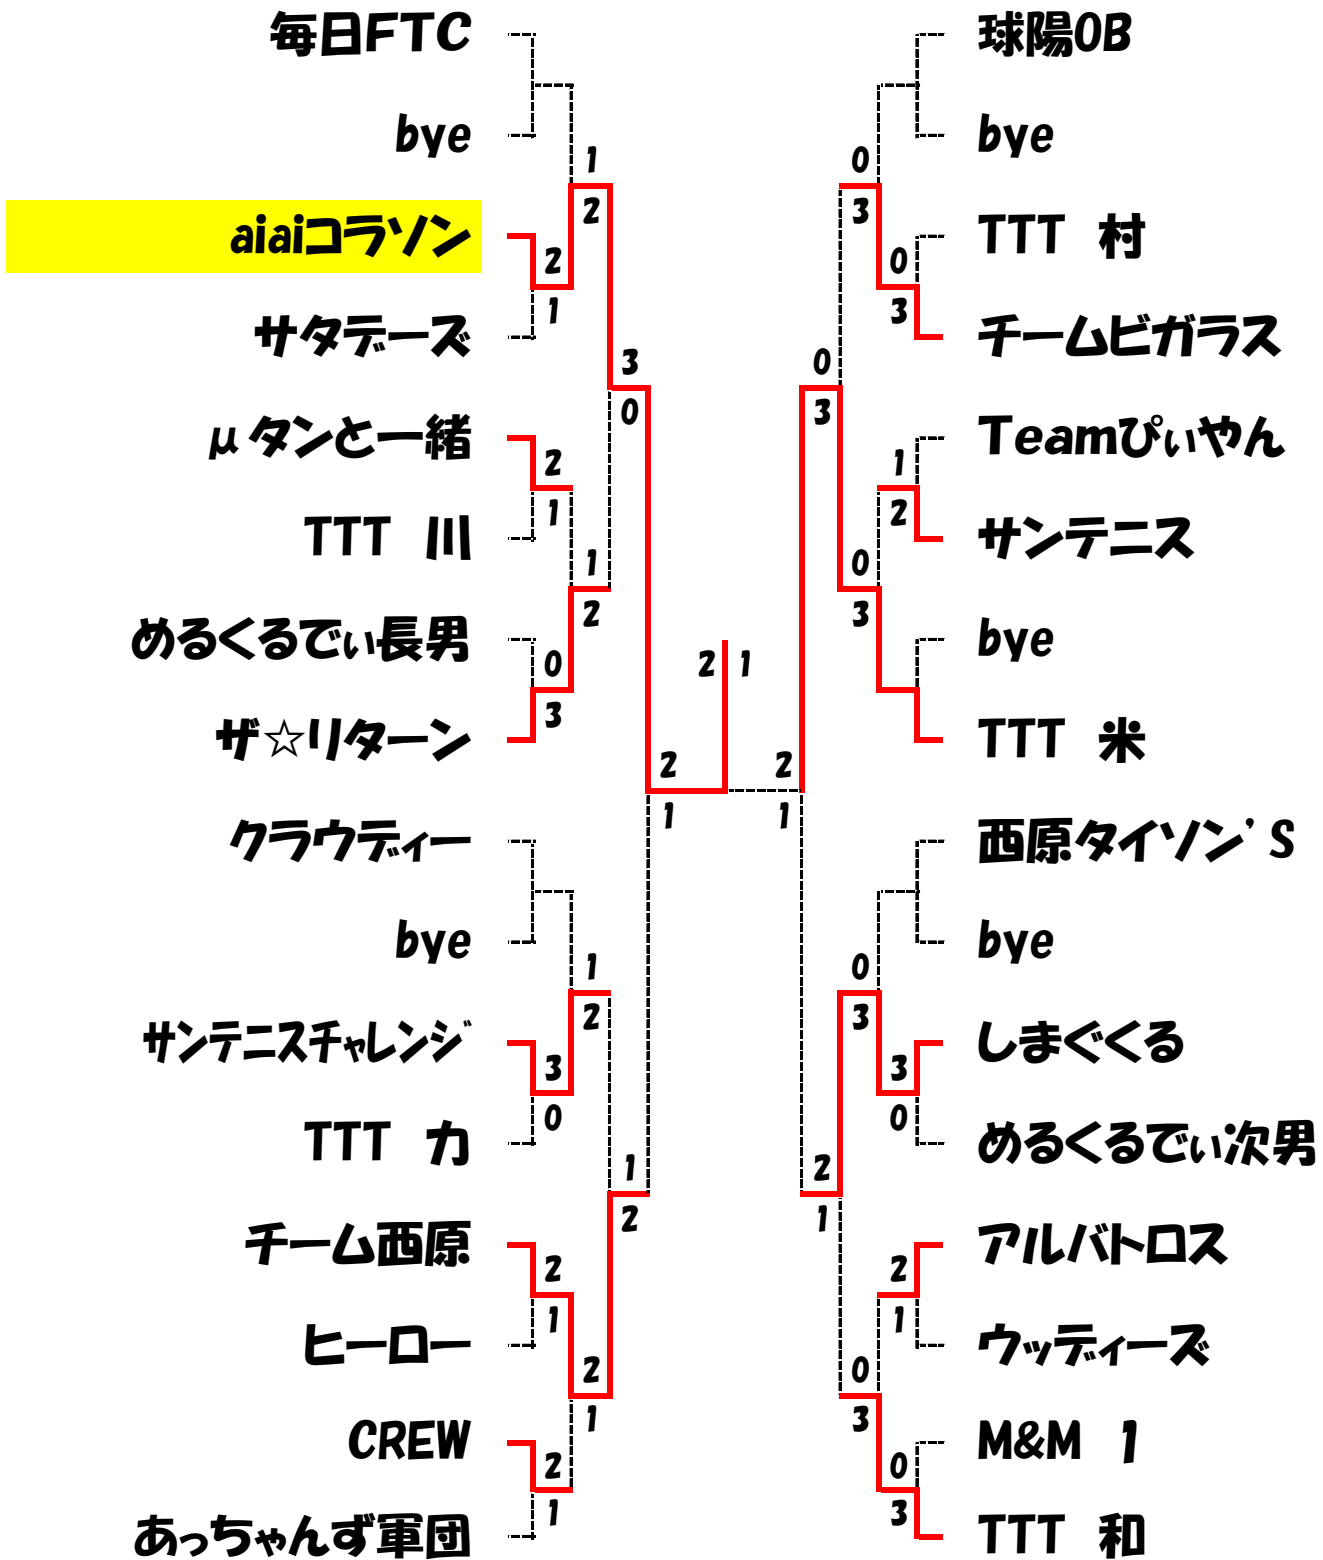 毎日FTC
bye
1
2
aiaiコラソン
2
1
サタデーズ
3
0
μタンと一緒
2
1
TTT 川
1
2
めるくるでぃ長男
0
3
ザ☆リターン
2
1
クラウディー
bye
1
2
サンテニスチャレンジ
3
0
TTT 力
1
2
チーム西原
2
1
ヒーロー
2
1
CREW
2
1
あっちゃんず軍団
2 1
球陽OB
bye
0
3
TTT 村
0
3
チームビガラス
0
3
Teamぴぃやん
1
2
サンテニス
0
3
bye
TTT 米
2
1
西原タイソン'S
bye
0
3
しまぐくる
3
0
めるくるでぃ次男
2
1
アルバトロス
2
1
ウッディーズ
0
3
M&M 1
0
3
TTT 和